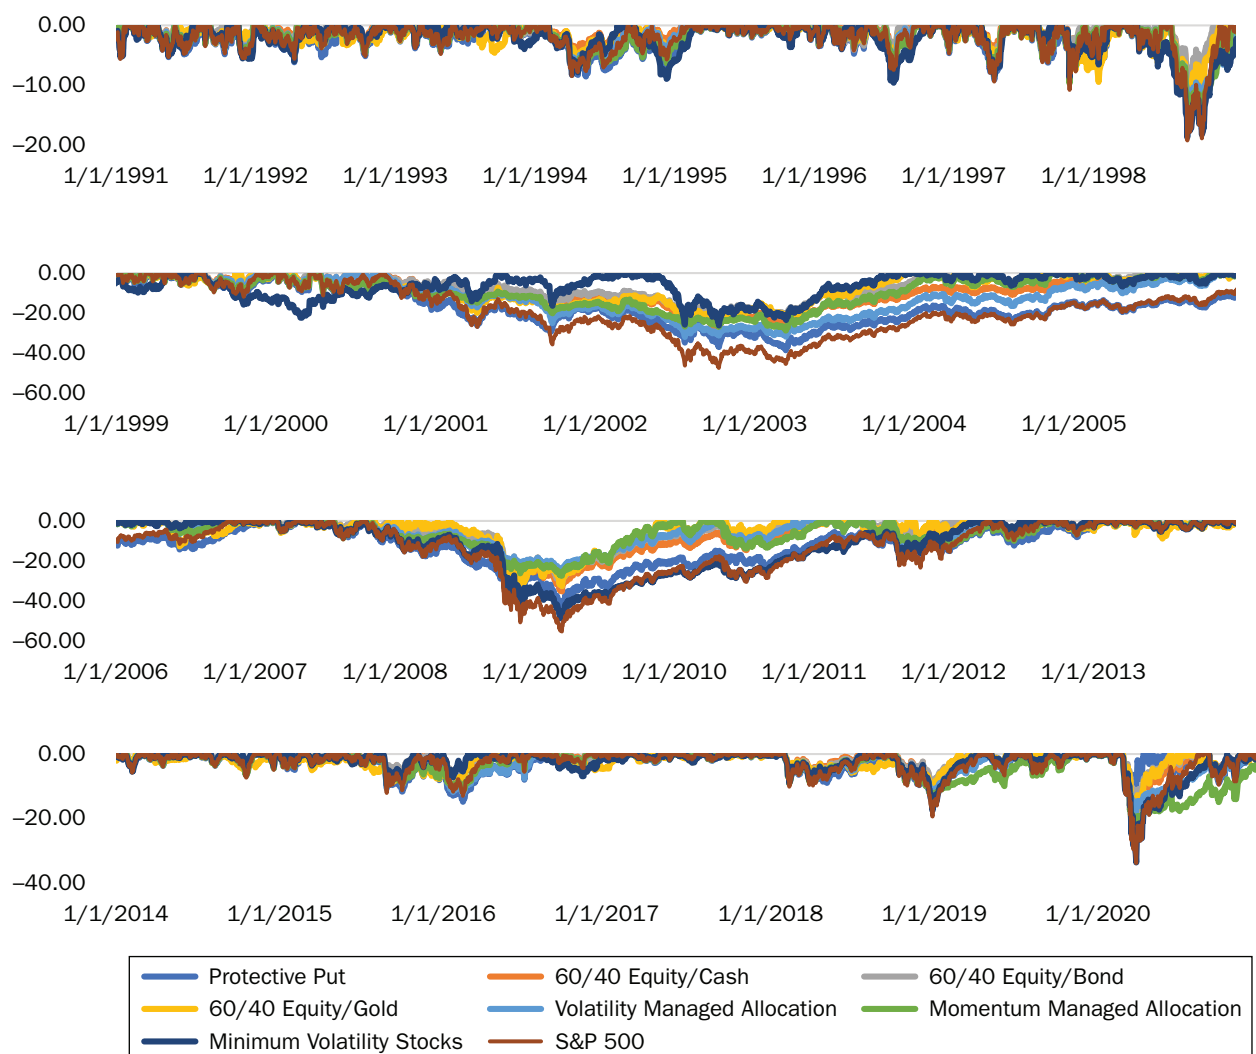 0.00
–10.00
–20.00
1/1/1991 1/1/1992 1/1/1993 1/1/1994 1/1/1995 1/1/1996 1/1/1997 1/1/1998
0.00
–20.00
–40.00
–60.00
1/1/1999 1/1/2000 1/1/2001 1/1/2002 1/1/2003 1/1/2004 1/1/2005
0.00
–20.00
–40.00
–60.00
1/1/2006 1/1/2007 1/1/2008 1/1/2009 1/1/2010 1/1/2011 1/1/2012 1/1/2013
0.00
–20.00
–40.00
1/1/2014 1/1/2015 1/1/2016 1/1/2017 1/1/2018 1/1/2019 1/1/2020
Protective Put 60/40 Equity/Cash 60/40 Equity/Bond
60/40 Equity/Gold Volatility Managed Allocation Momentum Managed Allocation
Minimum Volatility Stocks S&P 500